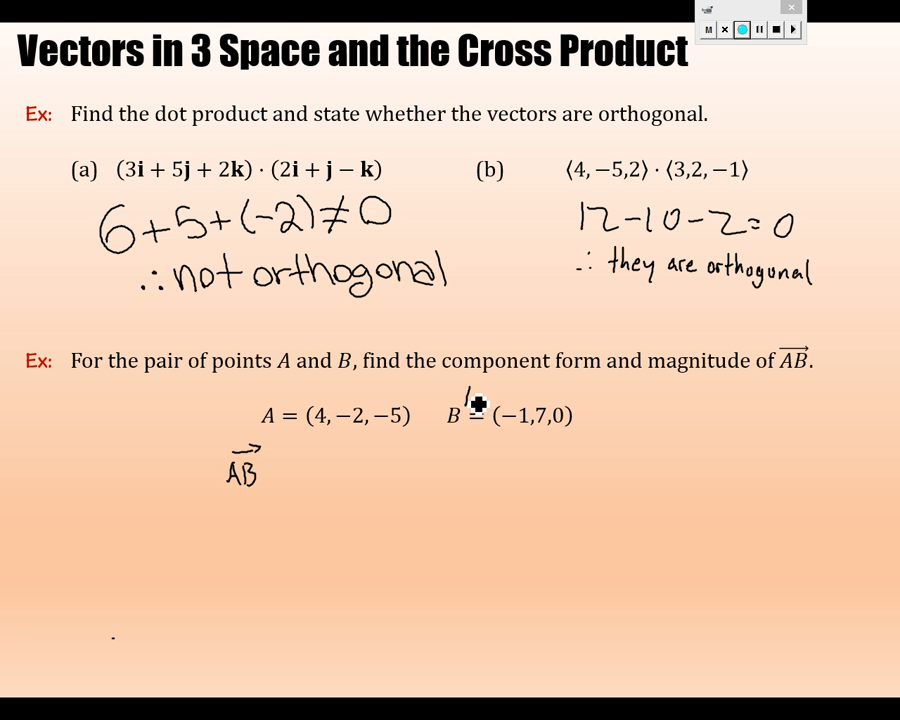 Vectors in 3 Space and the Cross Product
M
Ex: Find the dot product and state whether the vectors are orthogonal.
(a) (3i + 5j + 2k) · (2i + j − k) (b) ⟨4, −5,2⟩ · ⟨3,2, −1⟩
6+5+(-2)≠0 12-10-2=0
∴ not orthogonal ∴ they are orthogonal
Ex: For the pair of points A and B, find the component form and magnitude of \overrightarrow{AB}.
A = (4, −2, −5) B = (−1,7,0)
\overrightarrow{AB}